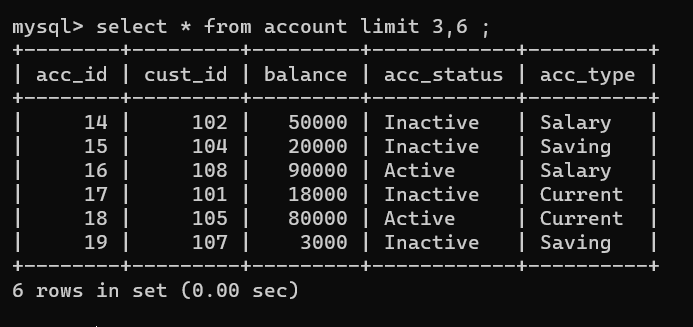 mysql> select * from account limit 3,6 ;
+--------+---------+---------+------------+----------+
| acc_id | cust_id | balance | acc_status | acc_type |
+--------+---------+---------+------------+----------+
|     14 |     102 |   50000 | Inactive   | Salary   |
|     15 |     104 |   20000 | Inactive   | Saving   |
|     16 |     108 |   90000 | Active     | Salary   |
|     17 |     101 |   18000 | Inactive   | Current  |
|     18 |     105 |   80000 | Active     | Current  |
|     19 |     107 |    3000 | Inactive   | Saving   |
+--------+---------+---------+------------+----------+
6 rows in set (0.00 sec)